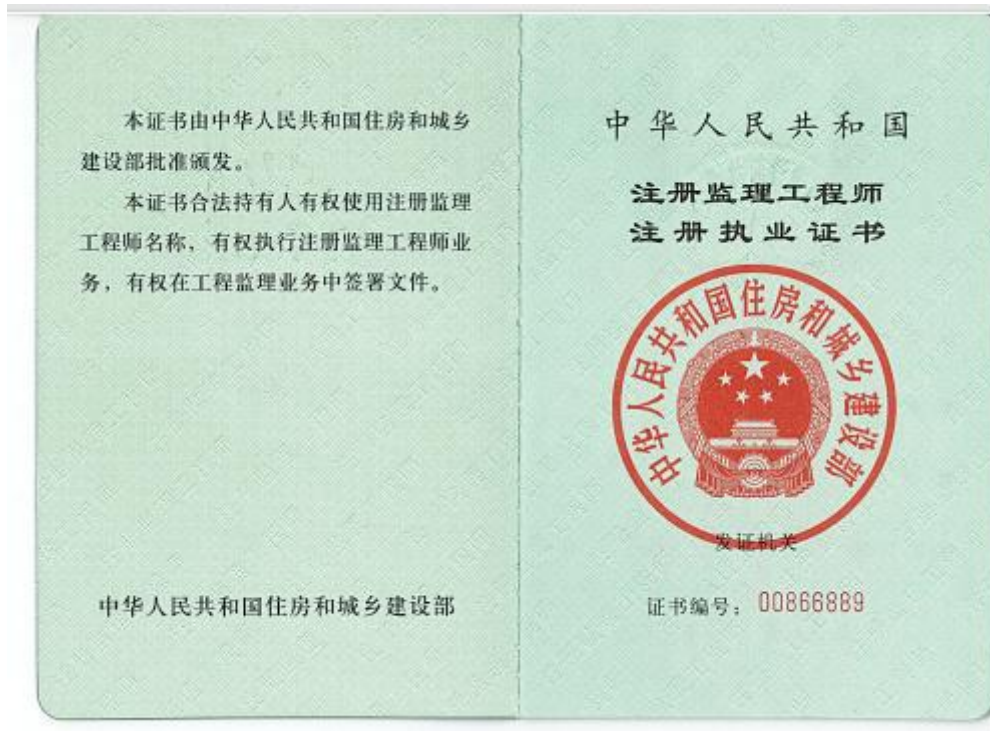 本证书由中华人民共和国住房和城乡
建设部批准颁发。
本证书合法持有人有权使用注册监理
工程师名称，有权执行注册监理工程师业
务，有权在工程监理业务中签署文件。
中华人民共和国住房和城乡建设部
中华人民共和国
注册监理工程师
注册执业证书
中华人民共和国住房和城乡建设部
发证机关
证书编号：00866889